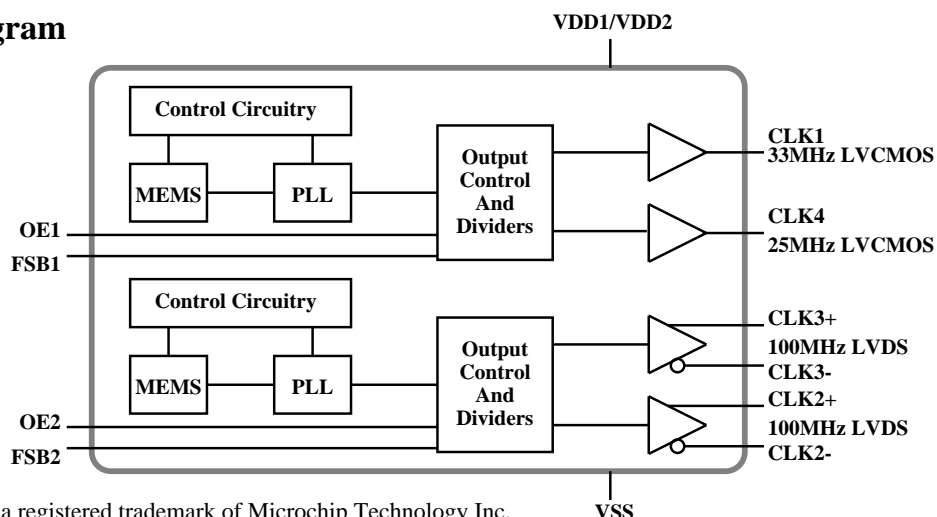 gram
VDD1/VDD2
Control Circuitry
MEMS
PLL
Output
Control
And
Dividers
CLK1
33MHz LVCMOS
CLK4
25MHz LVCMOS
OE1
FSB1
Control Circuitry
MEMS
PLL
Output
Control
And
Dividers
CLK3+
100MHz LVDS
CLK3-
CLK2+
100MHz LVDS
CLK2-
OE2
FSB2
VSS
a registered trademark of Microchip Technology Inc.